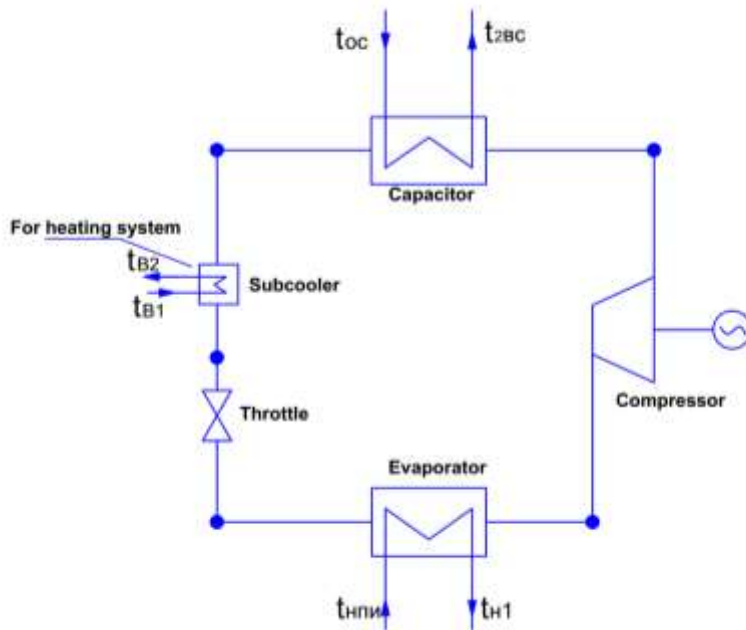 tос
t2вс
Capacitor
For heating system
tВ2
Subcooler
tВ1
Throttle
Compressor
Evaporator
tнпи
tн1